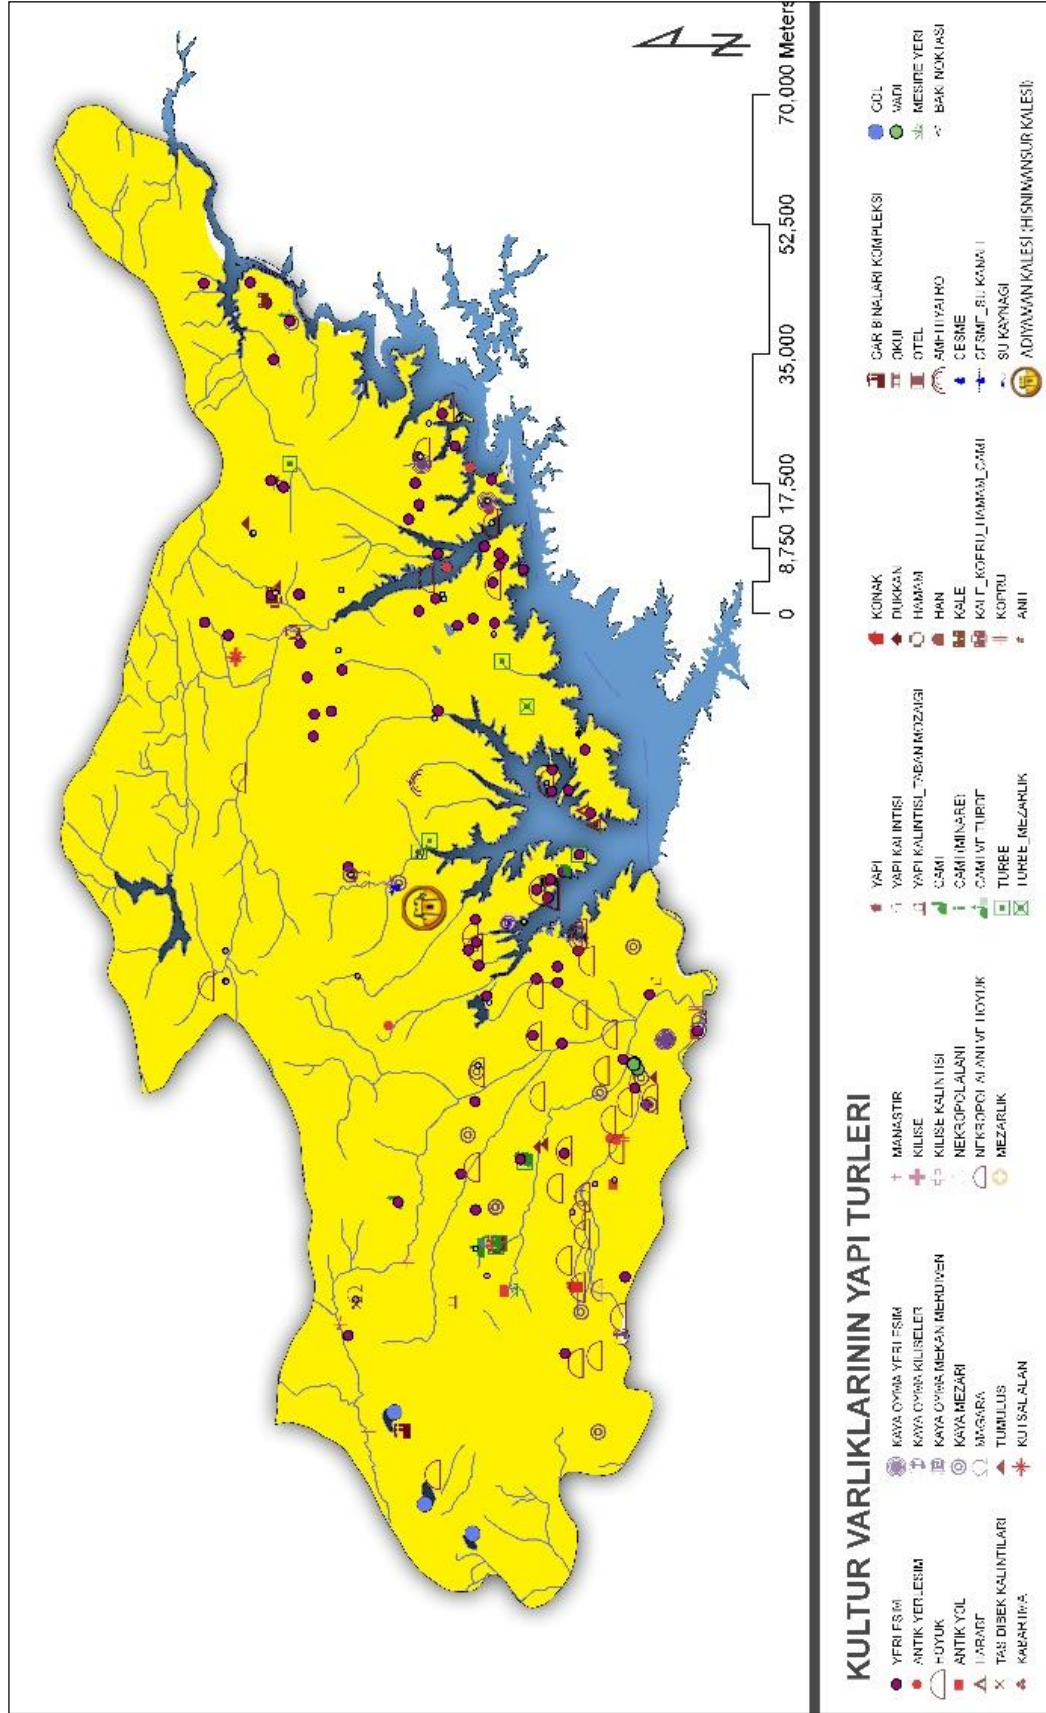 N
0 8,750 17,500 35,000 52,500 70,000 Meters
KULTUR VARLIKLARININ YAPI TURLERI
YERLESIM
ANTIK YERLESIM
HOYUK
ANTIK YOL
HARABE
TAS DIBEK KALINTILARI
KABARTMA
KAYA OYMA YERLESIM
KAYA OYMA KILISELER
KAYA OYMA MEKAN MERDIVEN
KAYA MEZARI
MAGARA
TUMULUS
KUTSAL ALAN
MANASTIR
KILISE
KILISE KALINTISI
NEKROPOL ALANI
NEKROPOL ALANI VE HOYUK
MEZARLIK
YAPI
YAPI KALINTISI
YAPI KALINTISI_TABAN MOZAIGI
CAMI
CAMI (MINARE)
CAMI VE TURBE
TURBE
TURBE_MEZARLIK
KONAK
DUKKAN
HAMAM
HAN
KALE
KALE_KOPRU_HAMAM_CAMI
KOPRU
ANIT
GAR BINALARI KOMPLEKSI
OKUL
OTEL
AMFITIYATRO
CESME
CESME_SU KANALI
SU KAYNAGI
ADIYAMAN KALESI (HISNIMANSUR KALESI)
GOL
VADI
MESIRE YERI
BAKI NOKTASI